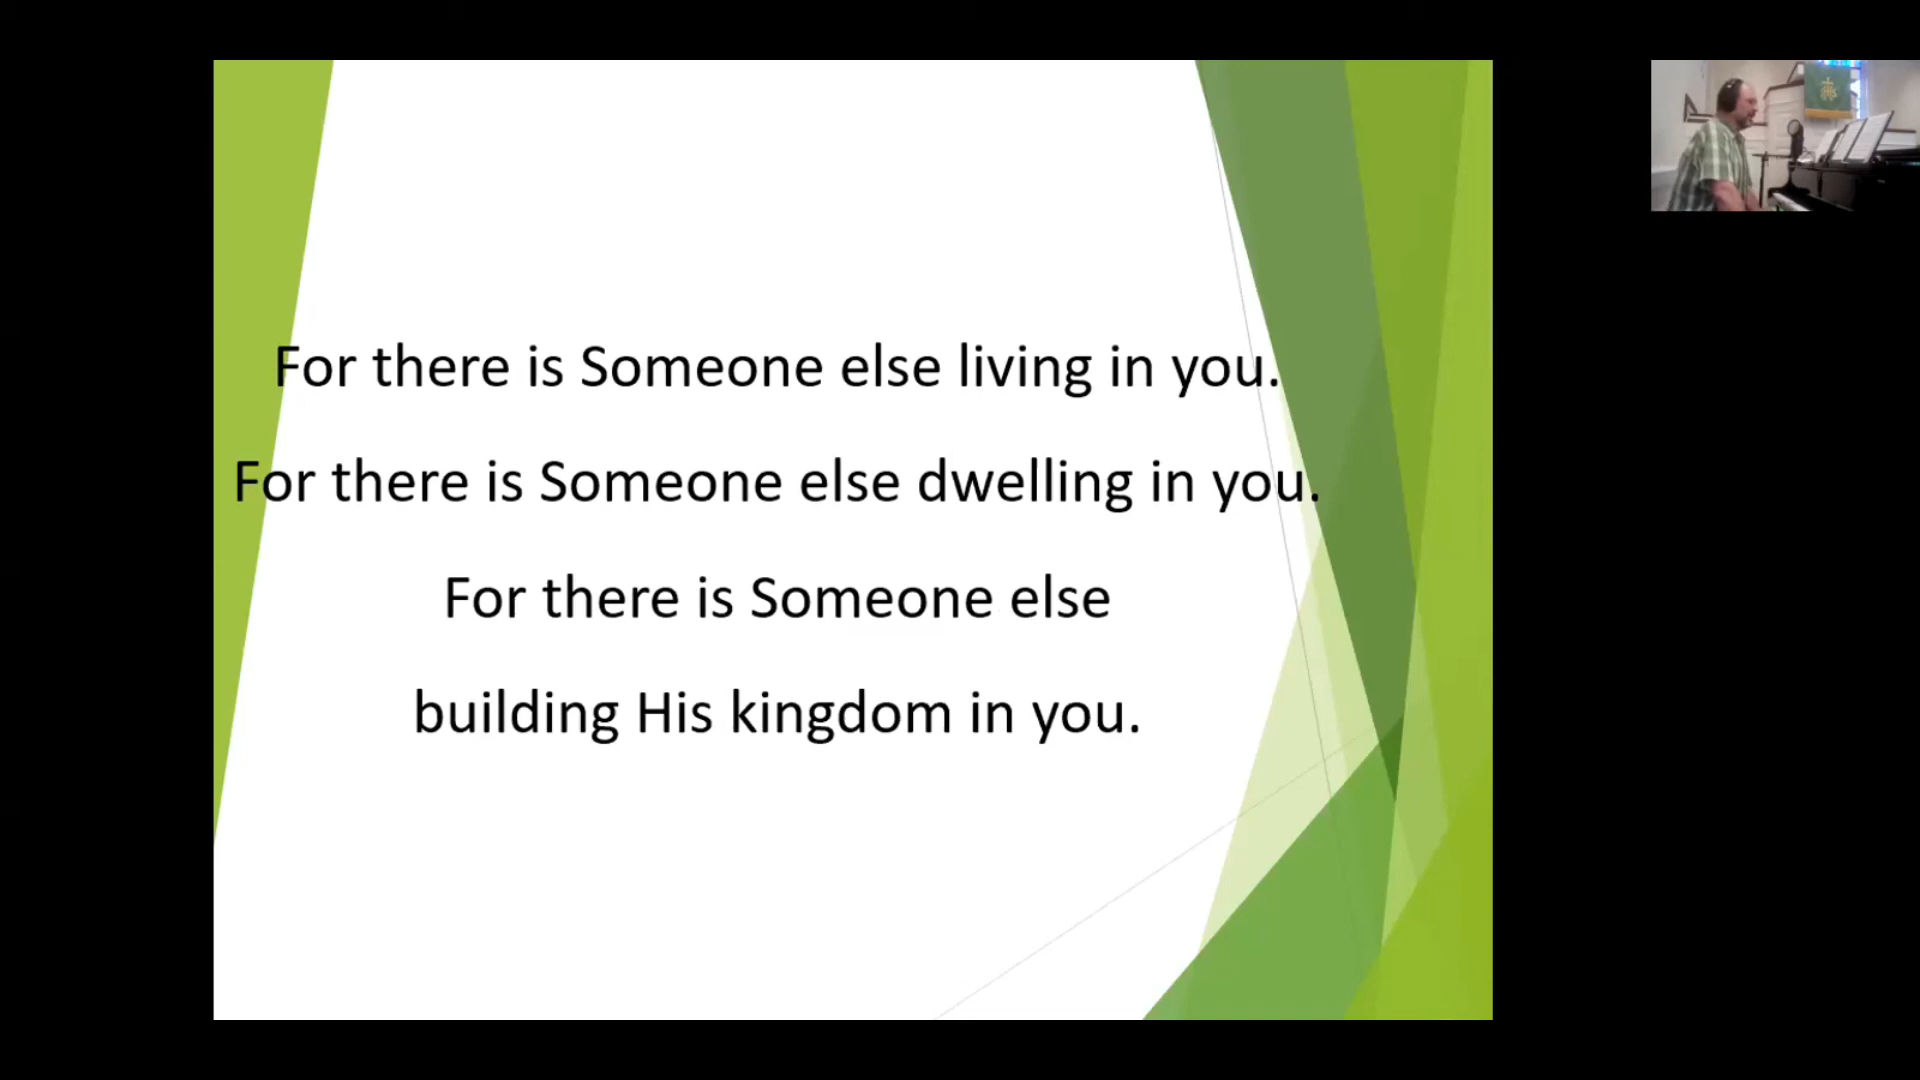 For there is Someone else living in you.
For there is Someone else dwelling in you.
For there is Someone else
building His kingdom in you.